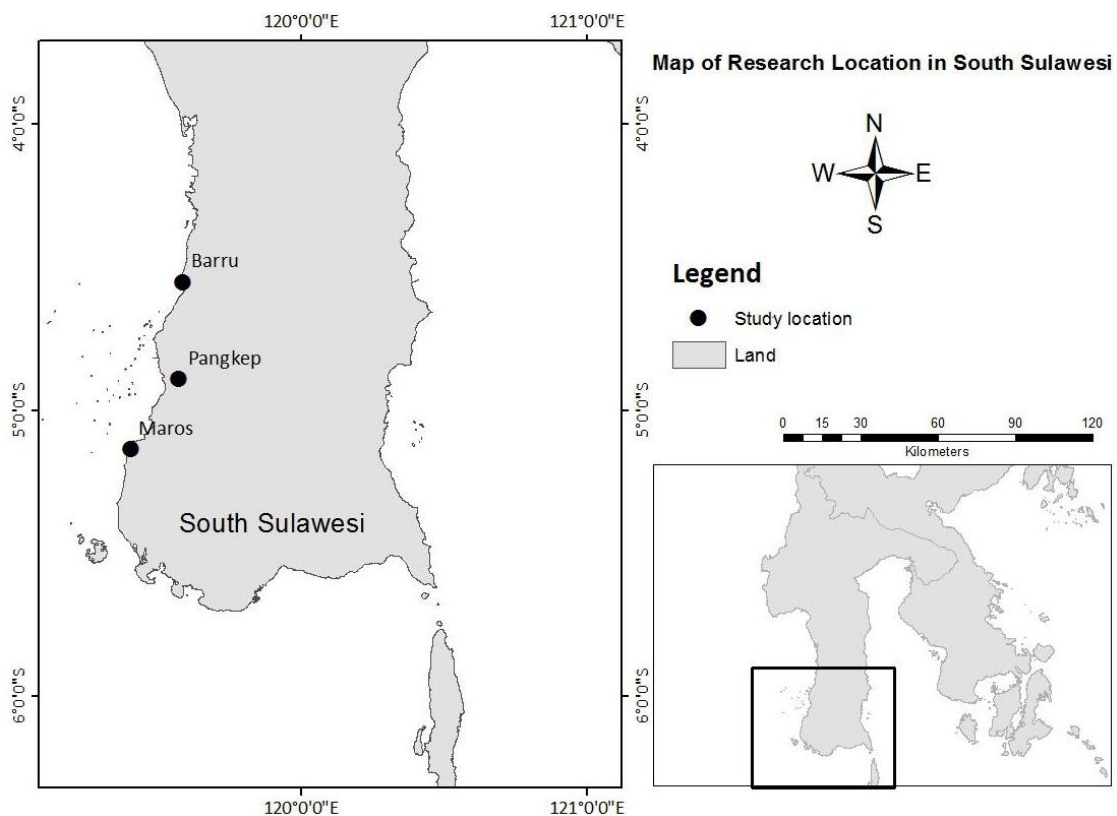 120°0'0"E
121°0'0"E
4°0'0"S
5°0'0"S
6°0'0"S
Barru
Pangkep
Maros
South Sulawesi
4°0'0"S
5°0'0"S
6°0'0"S
120°0'0"E
121°0'0"E
Map of Research Location in South Sulawesi
N
W E
S
Legend
Study location
Land
0 15 30 60 90 120
Kilometers